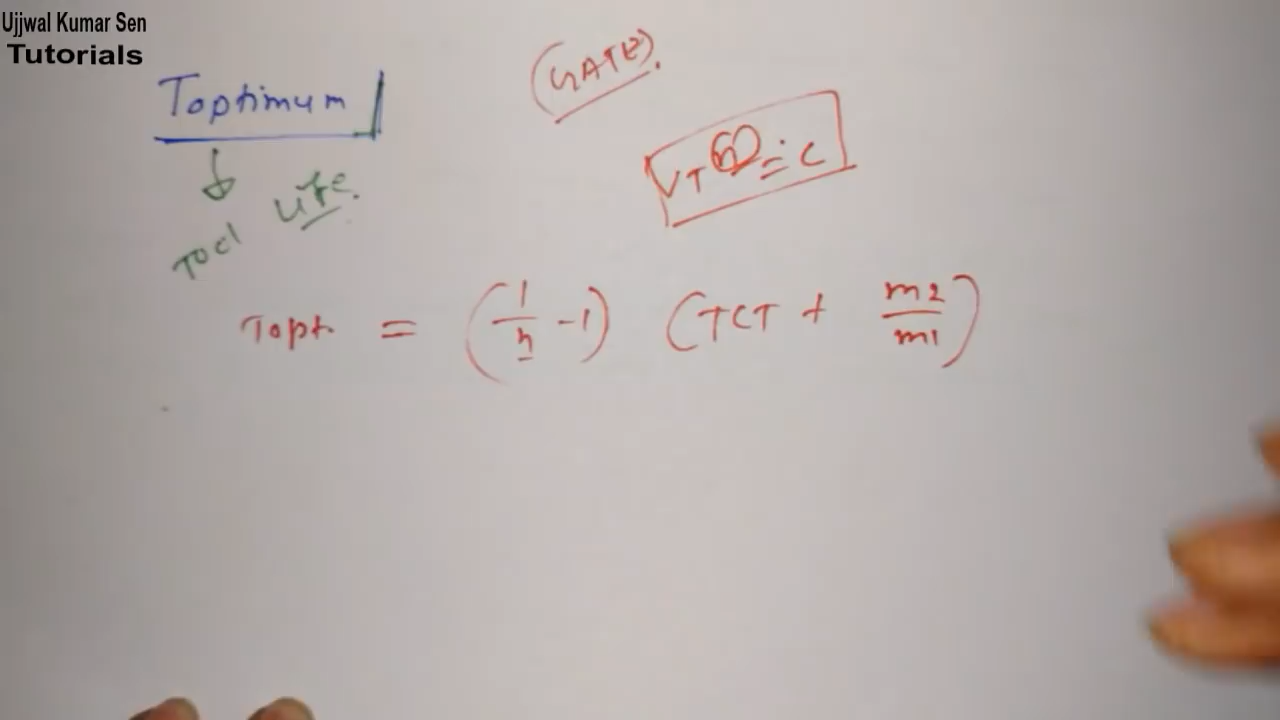 Ujjwal Kumar Sen
Tutorials
(GATE).
Toptimum
VTⁿ = C
Tool Life.
Topt. = (1/n - 1) (TCT + m2/m1)